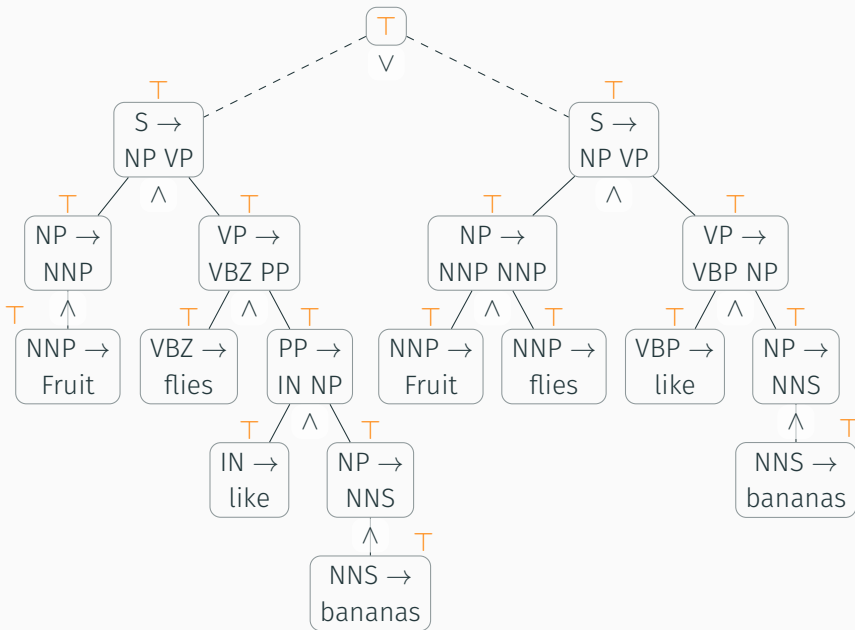 ⊤
∨
⊤ ⊤
S → S →
NP VP NP VP
⊤ ∧ ⊤ ⊤ ∧ ⊤
NP → VP → NP → VP →
NNP VBZ PP NNP NNP VBP NP
⊤ ∧ ⊤ ∧ ⊤ ⊤ ∧ ⊤ ⊤ ∧ ⊤
NNP → VBZ → PP → NNP → NNP → VBP → NP →
Fruit flies IN NP Fruit flies like NNS
⊤ ∧ ⊤ ∧ ⊤
IN → NP → NNS →
like NNS bananas
∧ ⊤
NNS →
bananas